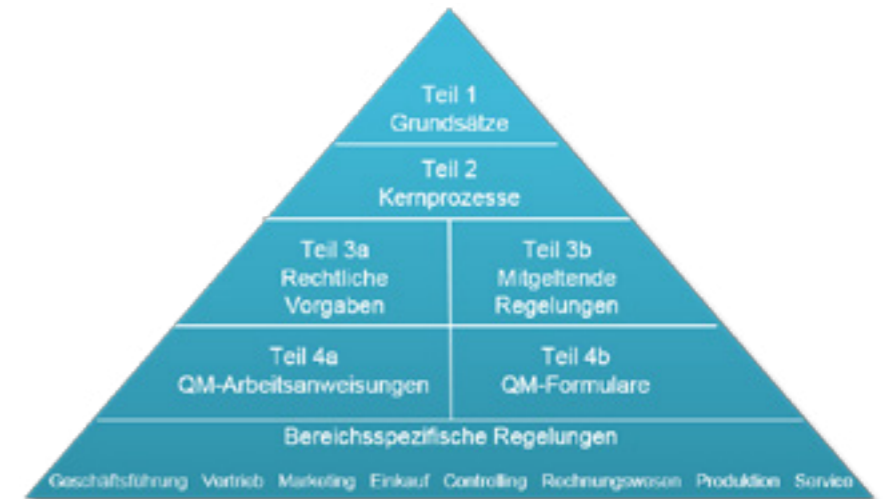 Teil 1
Grundsätze
Teil 2
Kernprozesse
Teil 3a
Rechtliche
Vorgaben
Teil 3b
Mitgeltende
Regelungen
Teil 4a
QM-Arbeitsanweisungen
Teil 4b
QM-Formulare
Bereichsspezifische Regelungen
Geschäftsführung Vertrieb Marketing Einkauf Controlling Rechnungswesen Produktion Service